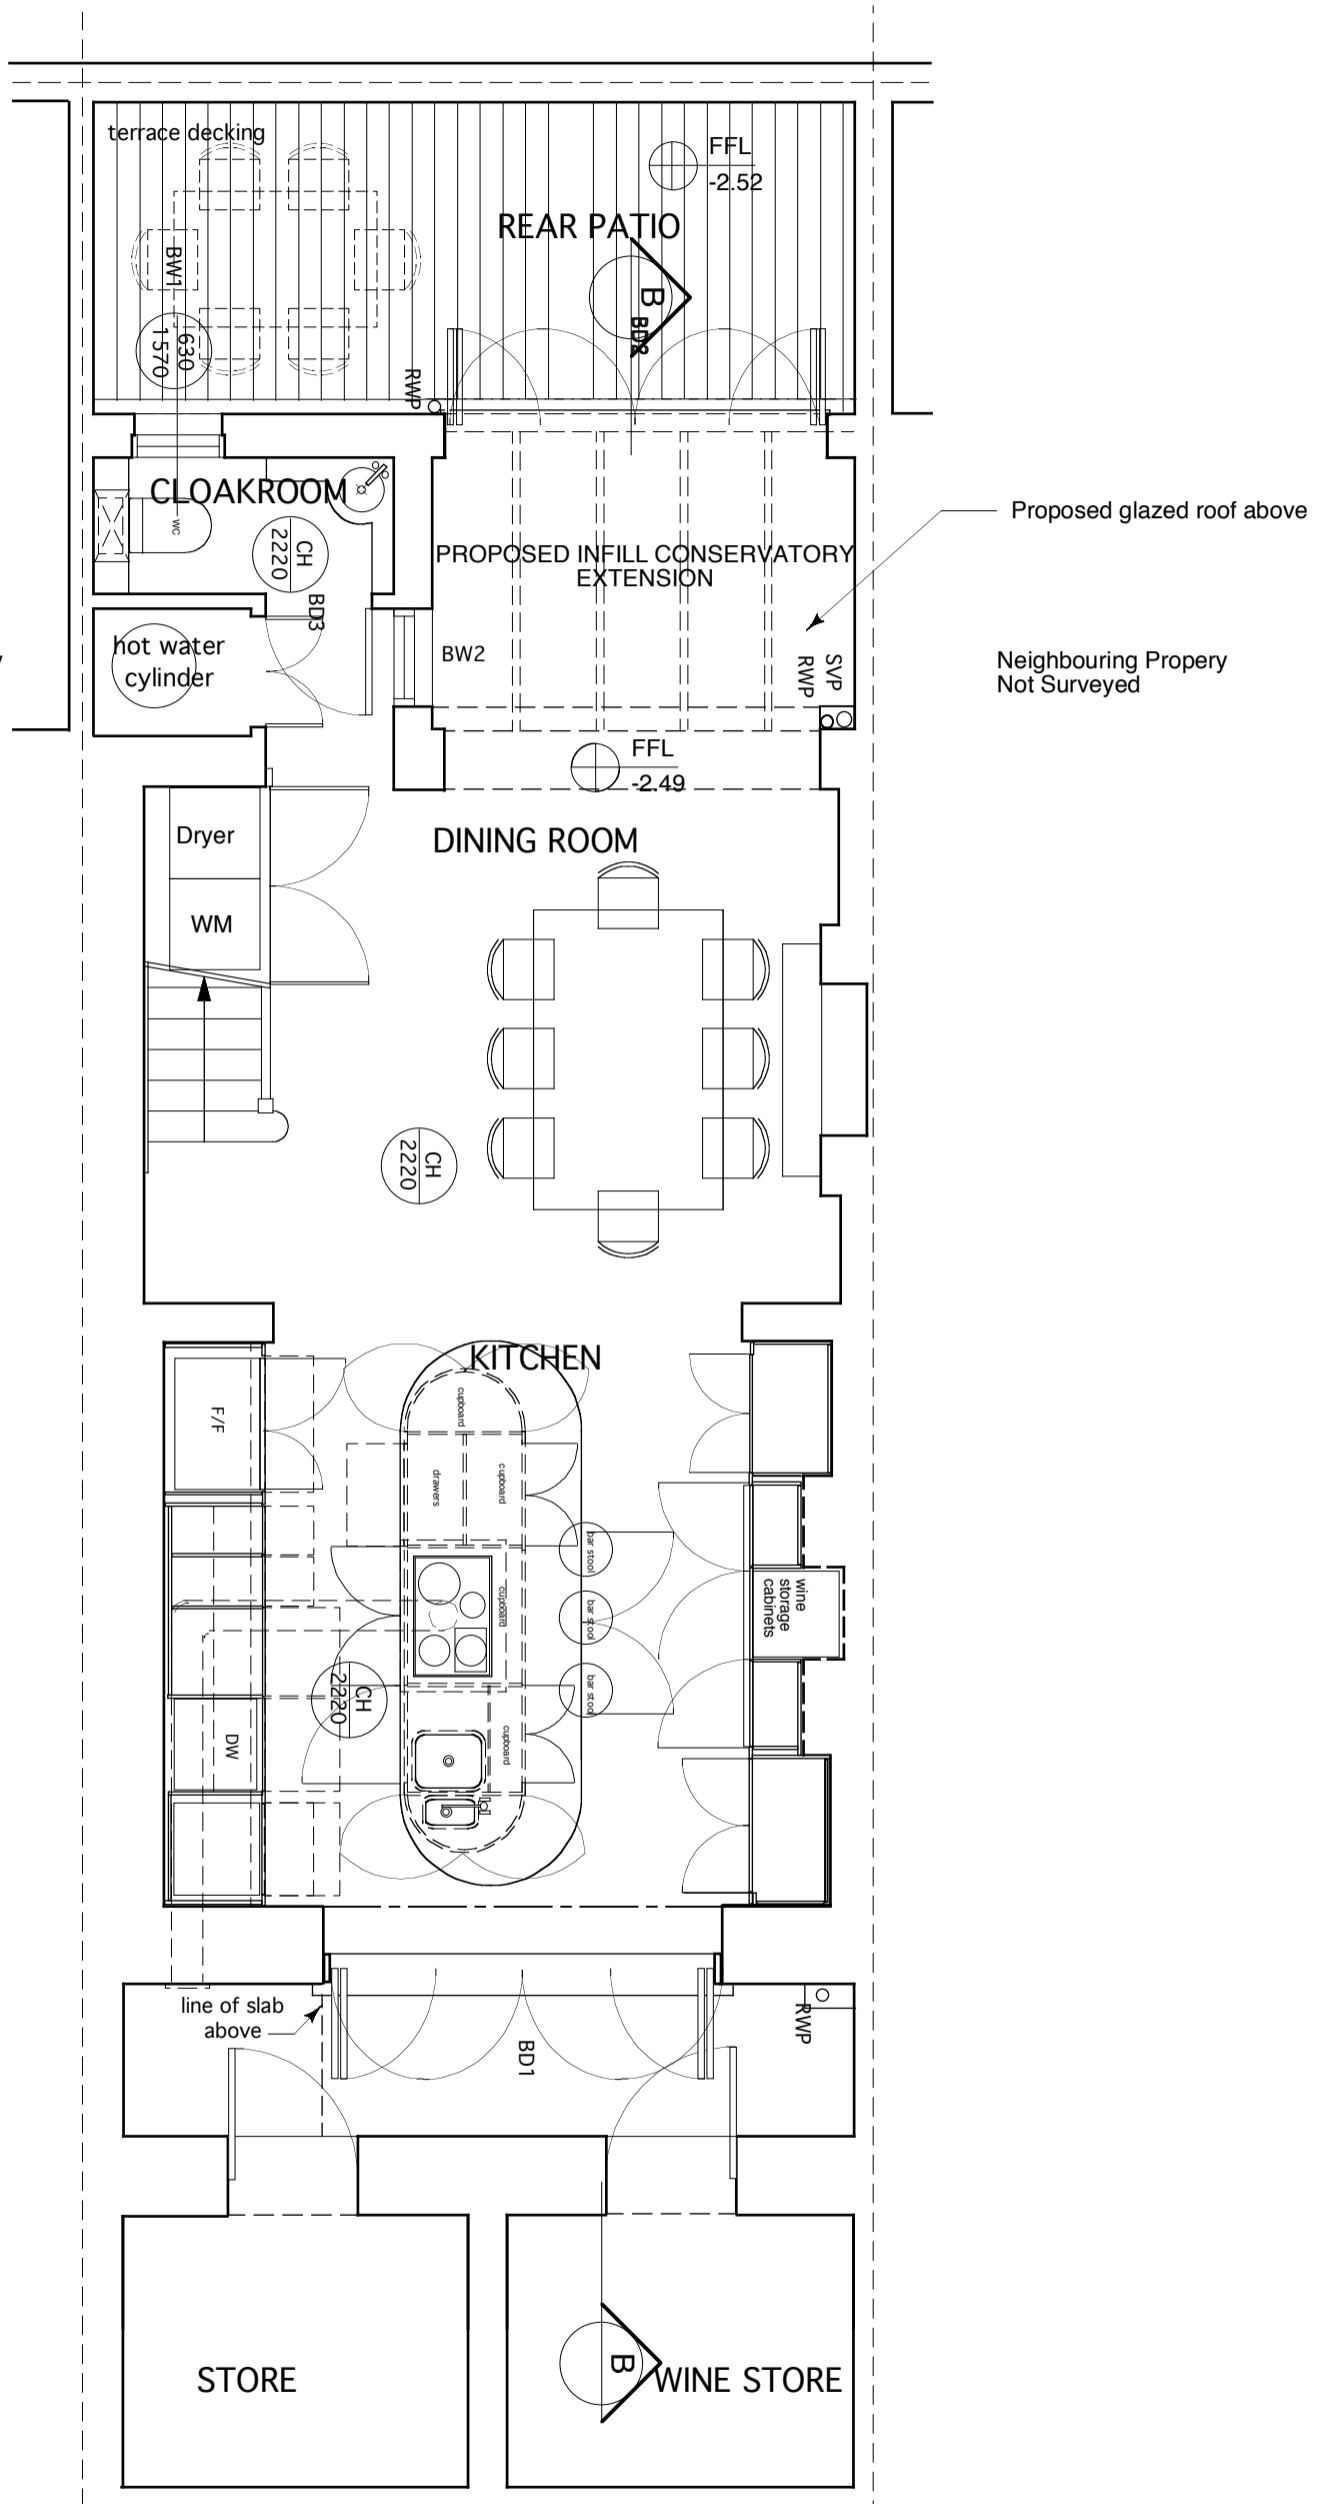 terrace decking
FFL
-2.52
REAR PATIO
BW1
630
1570
B
BD2
RWP
CLOAKROOM
WC
CH
2220
PROPOSED INFILL CONSERVATORY
EXTENSION
Proposed glazed roof above
BD3
hot water
cylinder
BW2
SVP
RWP
Neighbouring Propery
Not Surveyed
FFL
-2.49
Dryer
DINING ROOM
WM
CH
2220
KITCHEN
F/F
cupboard
drawers
cupboard
bar stool
cupboard
bar stool
wine
storage
cabinets
CH
2220
bar stool
DW
cupboard
line of slab
above
BD1
RWP
B
STORE
WINE STORE